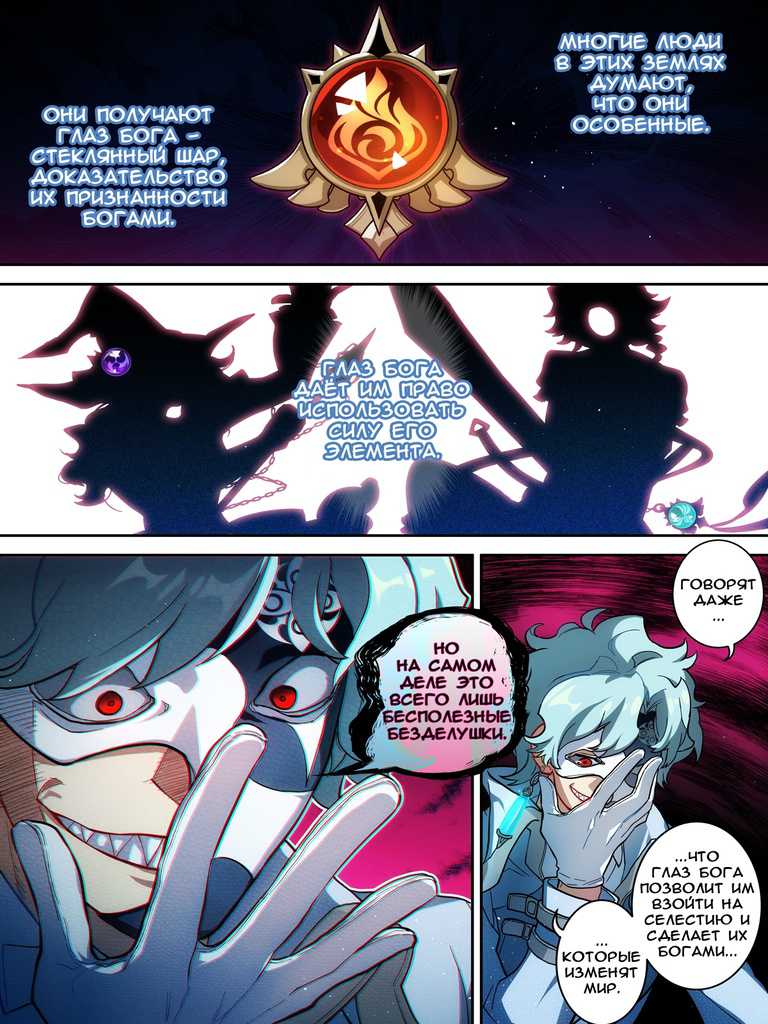 МНОГИЕ ЛЮДИ
В ЭТИХ ЗЕМЛЯХ
ДУМАЮТ,
ЧТО ОНИ
ОСОБЕННЫЕ.
ОНИ ПОЛУЧАЮТ
ГЛАЗ БОГА –
СТЕКЛЯННЫЙ ШАР,
ДОКАЗАТЕЛЬСТВО
ИХ ПРИЗНАННОСТИ
БОГАМИ.
ГЛАЗ БОГА
ДАЁТ ИМ ПРАВО
ИСПОЛЬЗОВАТЬ
СИЛУ ЕГО
ЭЛЕМЕНТА.
НО
НА САМОМ
ДЕЛЕ ЭТО
ВСЕГО ЛИШЬ
БЕСПОЛЕЗНЫЕ
БЕЗДЕЛУШКИ.
ГОВОРЯТ
ДАЖЕ
...
...ЧТО
ГЛАЗ БОГА
ПОЗВОЛИТ ИМ
ВЗОЙТИ НА
СЕЛЕСТИЮ И
СДЕЛАЕТ ИХ
БОГАМИ...
...
КОТОРЫЕ
ИЗМЕНЯТ
МИР.